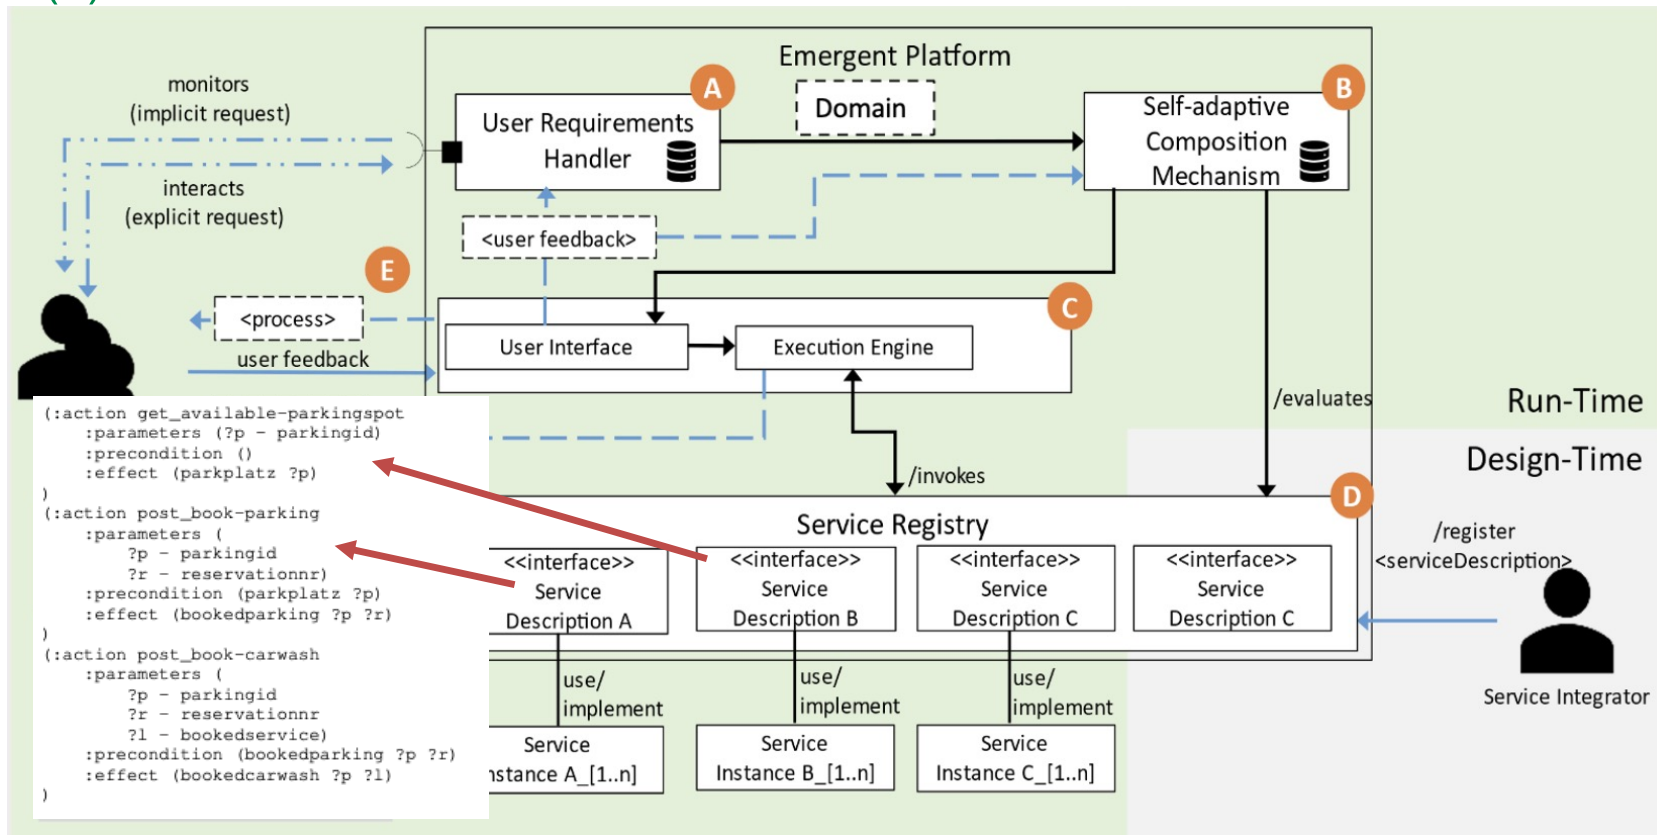 Emergent Platform
monitors
(implicit request)
interacts
(explicit request)
A
User Requirements
Handler
Domain
B
Self-adaptive
Composition
Mechanism
<user feedback>
E
<process>
user feedback
C
User Interface
Execution Engine
/evaluates
/invokes
Run-Time
Design-Time
(:action get_available-parkingspot
:parameters (?p - parkingid)
:precondition ()
:effect (parkplatz ?p)
)
(:action post_book-parking
:parameters (
?p - parkingid
?r - reservationnr)
:precondition (parkplatz ?p)
:effect (bookedparking ?p ?r)
)
(:action post_book-carwash
:parameters (
?p - parkingid
?r - reservationnr
?l - bookedservice)
:precondition (bookedparking ?p ?r)
:effect (bookedcarwash ?p ?l)
)
D
Service Registry
<<interface>>
Service
Description A
<<interface>>
Service
Description B
<<interface>>
Service
Description C
<<interface>>
Service
Description C
/register
<serviceDescription>
Service Integrator
use/
implement
use/
implement
use/
implement
Service
nstance A_[1..n]
Service
Instance B_[1..n]
Service
Instance C_[1..n]